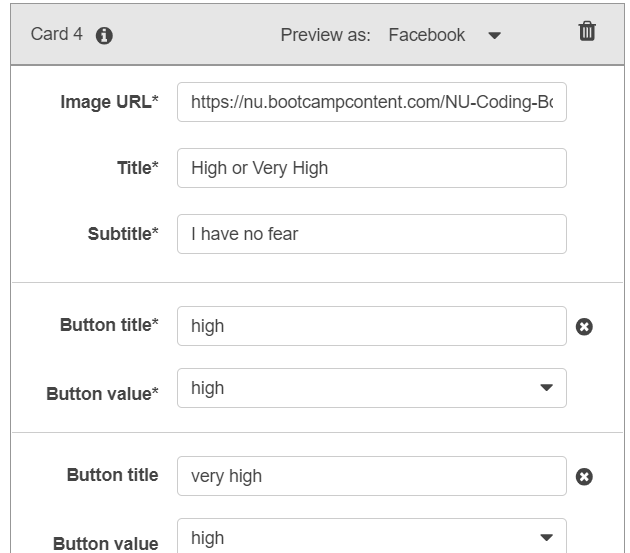 Card 4 Preview as: Facebook
Image URL* https://nu.bootcampcontent.com/NU-Coding-Bo
Title* High or Very High
Subtitle* I have no fear
Button title* high
Button value* high
Button title very high
Button value high